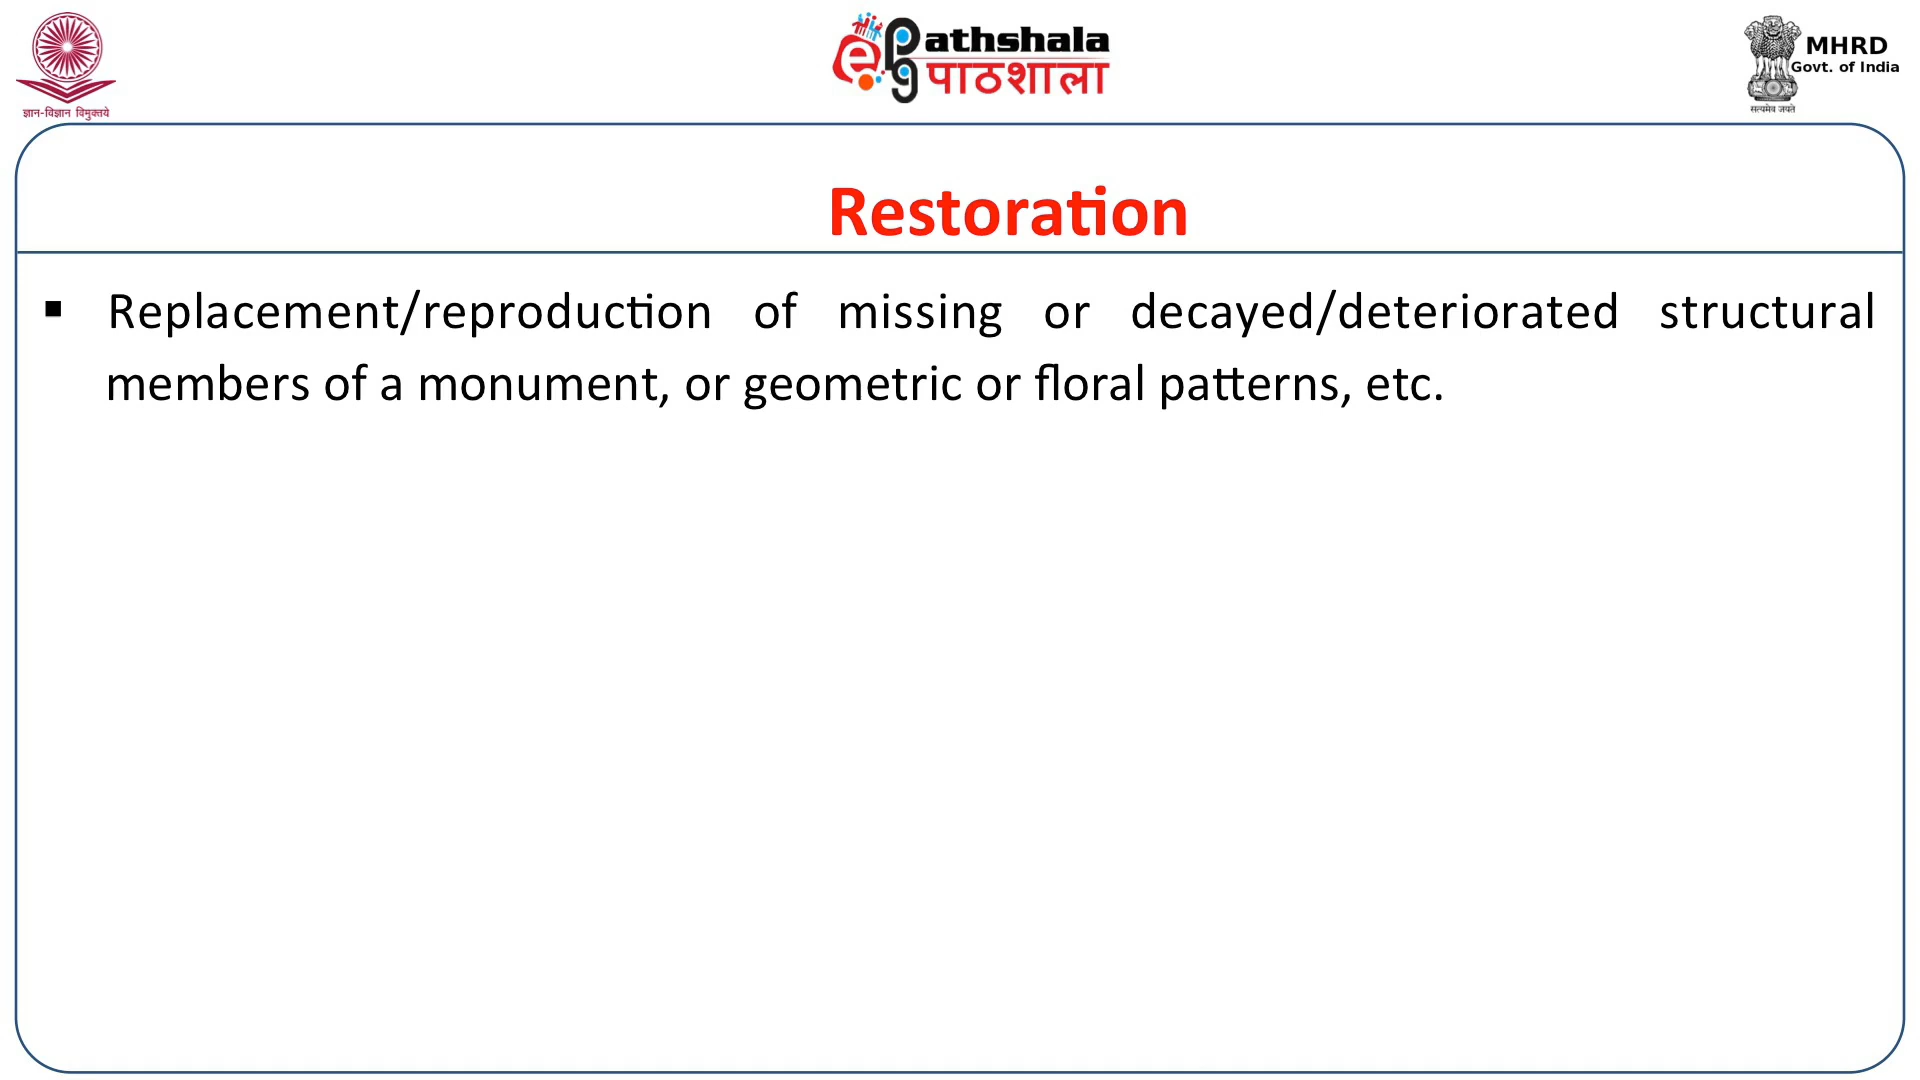 ज्ञान-विज्ञान विमुक्तये
e pg Pathshala
पाठशाला
MHRD
Govt. of India
सत्यमेव जयते
Restoration
▪ Replacement/reproduction of missing or decayed/deteriorated structural
members of a monument, or geometric or floral patterns, etc.